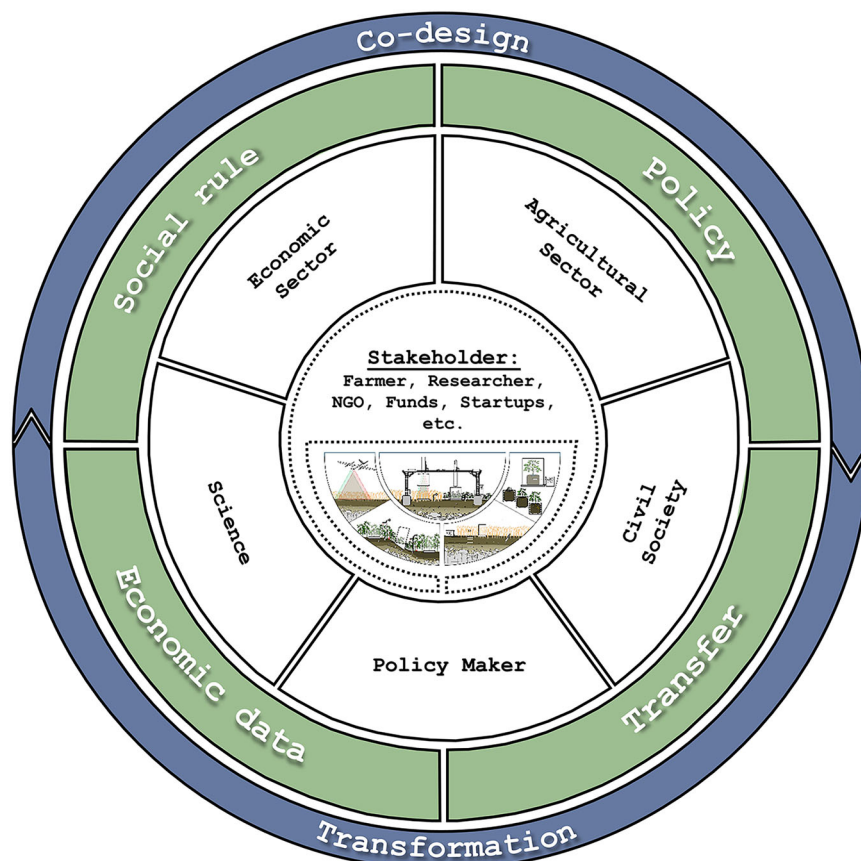 Co-design
Social rule
Policy
Economic
Sector
Agricultural
Sector
Stakeholder:
Farmer, Researcher,
NGO, Funds, Startups,
etc.
Science
Civil
Society
Policy Maker
Economic data
Transfer
Transformation